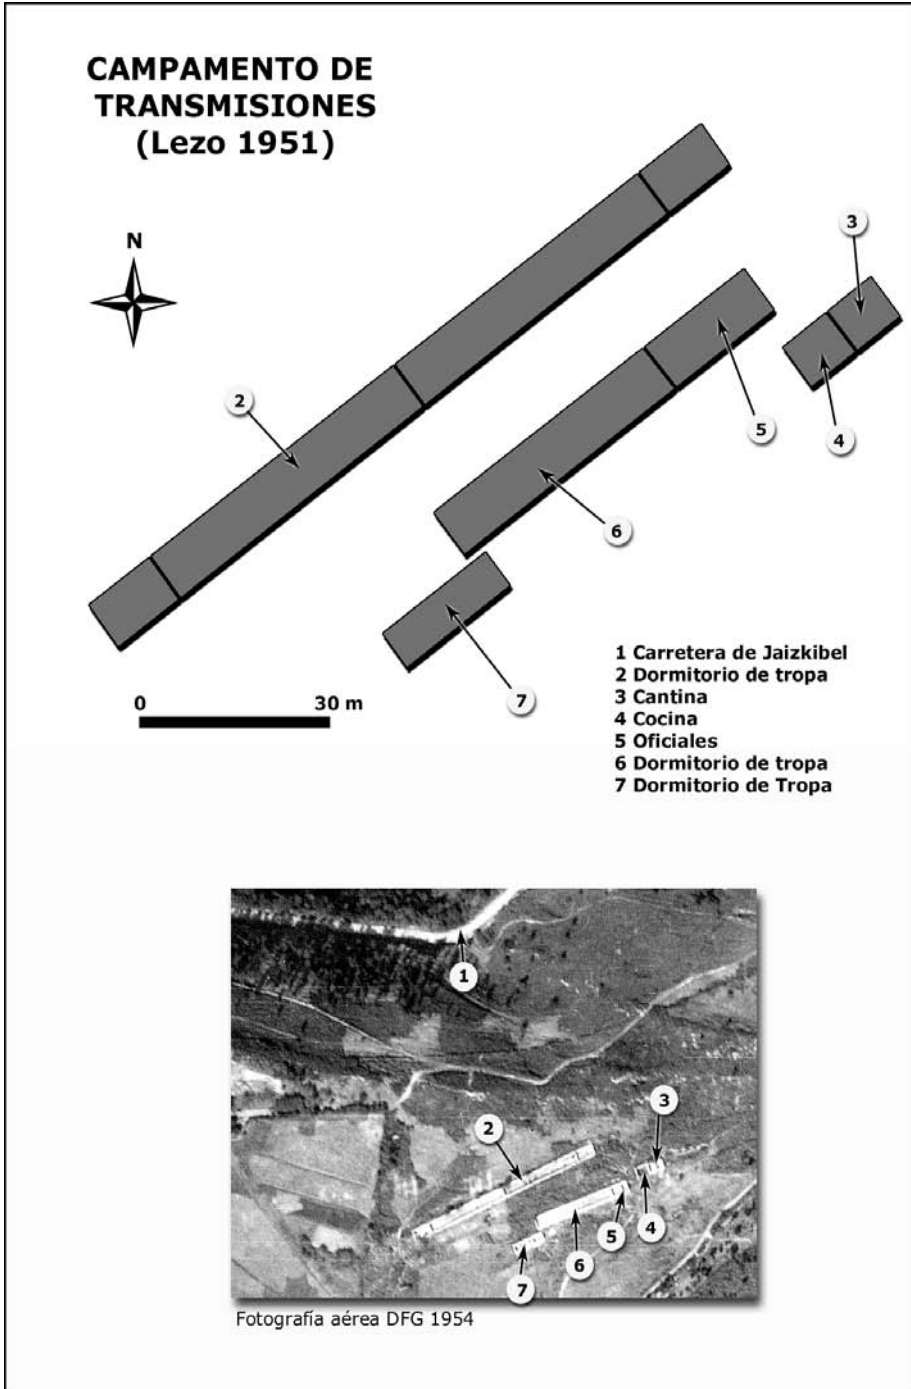 CAMPAMENTO DE
TRANSMISIONES
(Lezo 1951)
N
3
2
5
4
6
7
0 30 m
1 Carretera de Jaizkibel
2 Dormitorio de tropa
3 Cantina
4 Cocina
5 Oficiales
6 Dormitorio de tropa
7 Dormitorio de Tropa
1
3
2
4
5
6
7
Fotografía aérea DFG 1954